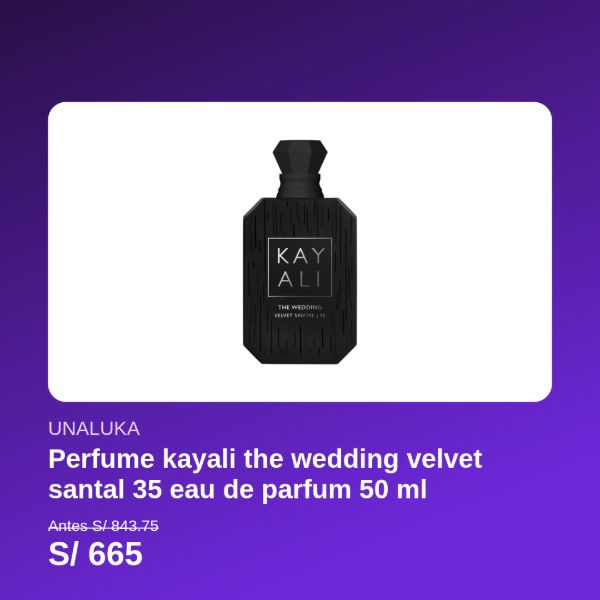 KAY
ALI
THE WEDDING
VELVET SANTAL | 35
UNALUKA
Perfume kayali the wedding velvet
santal 35 eau de parfum 50 ml
Antes S/ 843.75
S/ 665